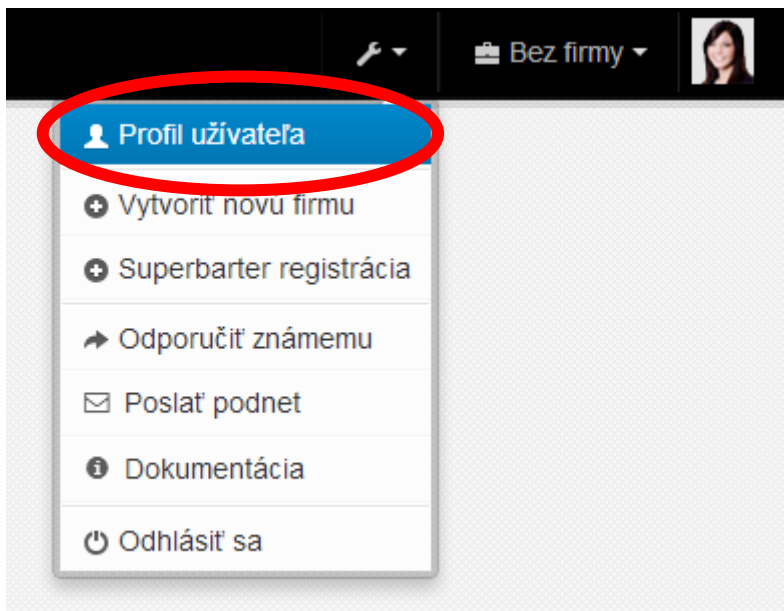 Bez firmy
Profil užívateľa
Vytvoriť novú firmu
Superbarter registrácia
Odporučiť známemu
Poslať podnet
Dokumentácia
Odhlásiť sa